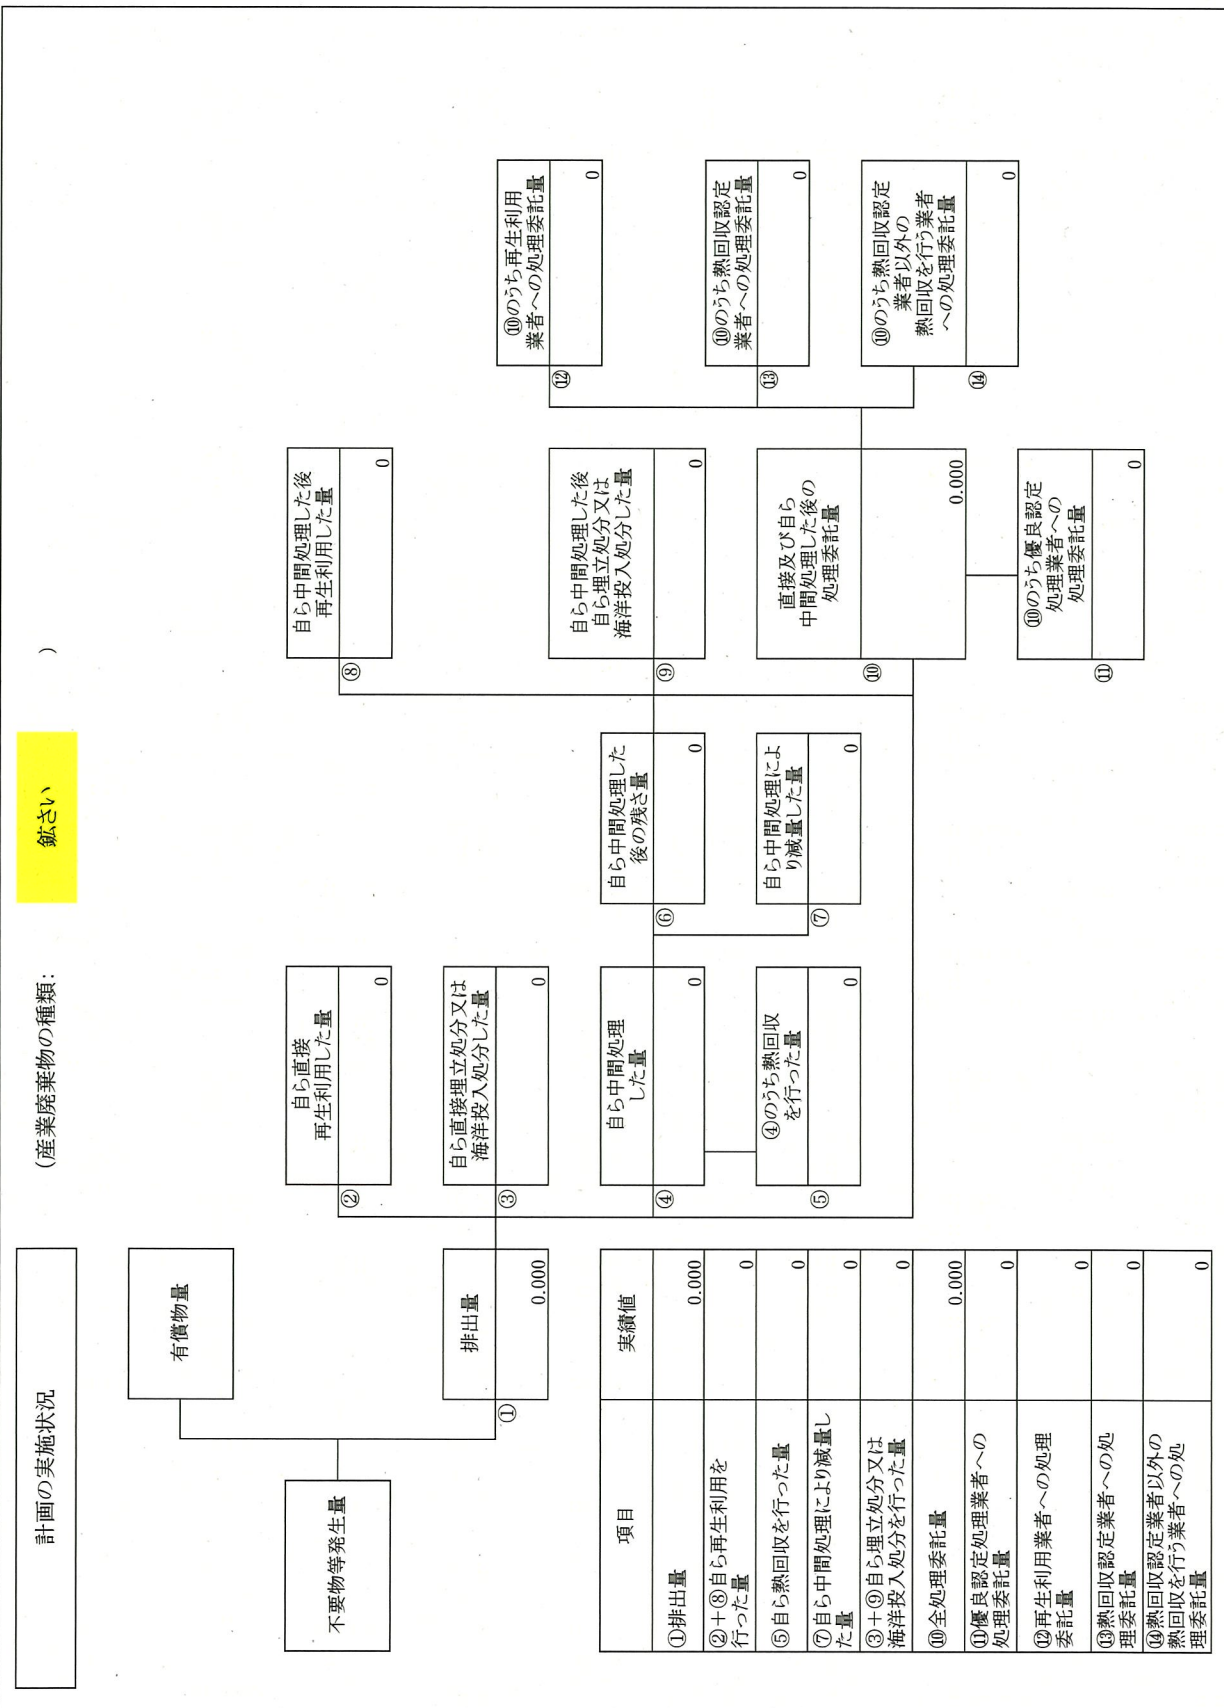 計画の実施状況
(産業廃棄物の種類:
鉱さい
)
不要物等発生量
有償物量
排出量
①
0.000
自ら直接
再生利用した量
②
0
自ら直接埋立処分又は
海洋投入処分した量
③
0
自ら中間処理
した量
④
0
④のうち熱回収
を行った量
⑤
0
自ら中間処理した
後の残さ量
⑥
0
自ら中間処理によ
り減量した量
⑦
0
自ら中間処理した後
再生利用した量
⑧
0
自ら中間処理した後
自ら埋立処分又は
海洋投入処分した量
⑨
0
直接及び自ら
中間処理した後の
処理委託量
⑩
0.000
⑩のうち優良認定
処理業者への
処理委託量
⑪
0
⑩のうち再生利用
業者への処理委託量
⑫
0
⑩のうち熱回収認定
業者への処理委託量
⑬
0
⑩のうち熱回収認定
業者以外の
熱回収を行う業者
への処理委託量
⑭
0
項目
実績値
①排出量
0.000
②+⑧自ら再生利用を
行った量
0
⑤自ら熱回収を行った量
0
⑦自ら中間処理により減量し
た量
0
③+⑨自ら埋立処分又は
海洋投入処分を行った量
0
⑩全処理委託量
0.000
⑪優良認定処理業者への
処理委託量
0
⑫再生利用業者への処理
委託量
0
⑬熱回収認定業者への処
理委託量
0
⑭熱回収認定業者以外の
熱回収を行う業者への処
理委託量
0